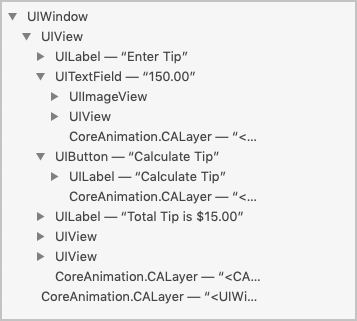 UIWindow
UIView
UILabel — “Enter Tip”
UITextField — “150.00”
UIImageView
UIView
CoreAnimation.CALayer — “<...
UIButton — “Calculate Tip”
UILabel — “Calculate Tip”
CoreAnimation.CALayer — “<...
UILabel — “Total Tip is $15.00”
UIView
UIView
CoreAnimation.CALayer — “<CA...
CoreAnimation.CALayer — “<UIWi...